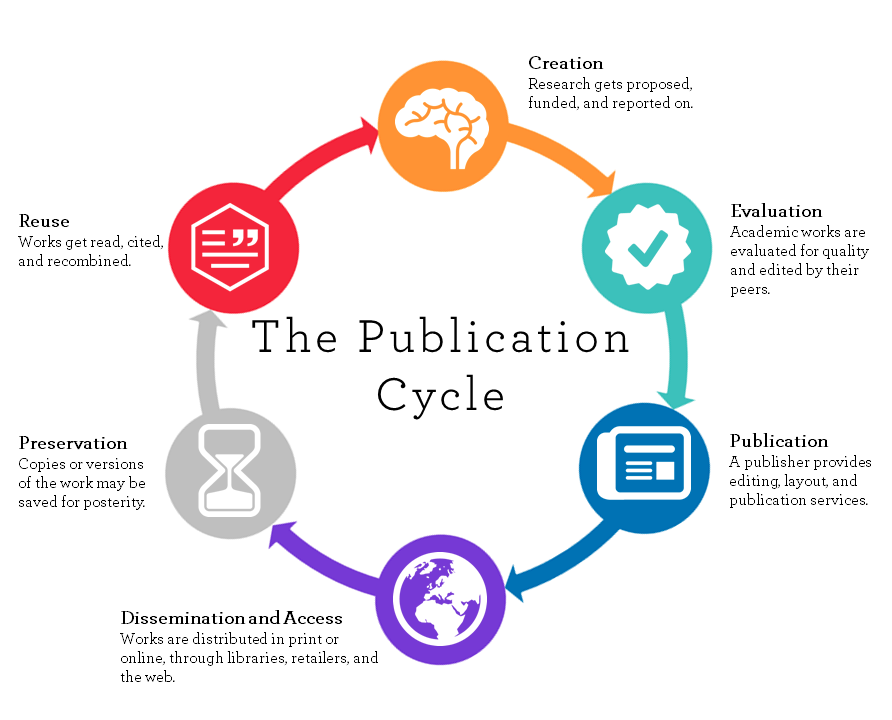 Creation
Research gets proposed,
funded, and reported on.
Evaluation
Academic works are
evaluated for quality
and edited by their
peers.
Reuse
Works get read, cited,
and recombined.
The Publication
Cycle
Publication
A publisher provides
editing, layout, and
publication services.
Preservation
Copies or versions
of the work may be
saved for posterity.
Dissemination and Access
Works are distributed in print or
online, through libraries, retailers, and
the web.